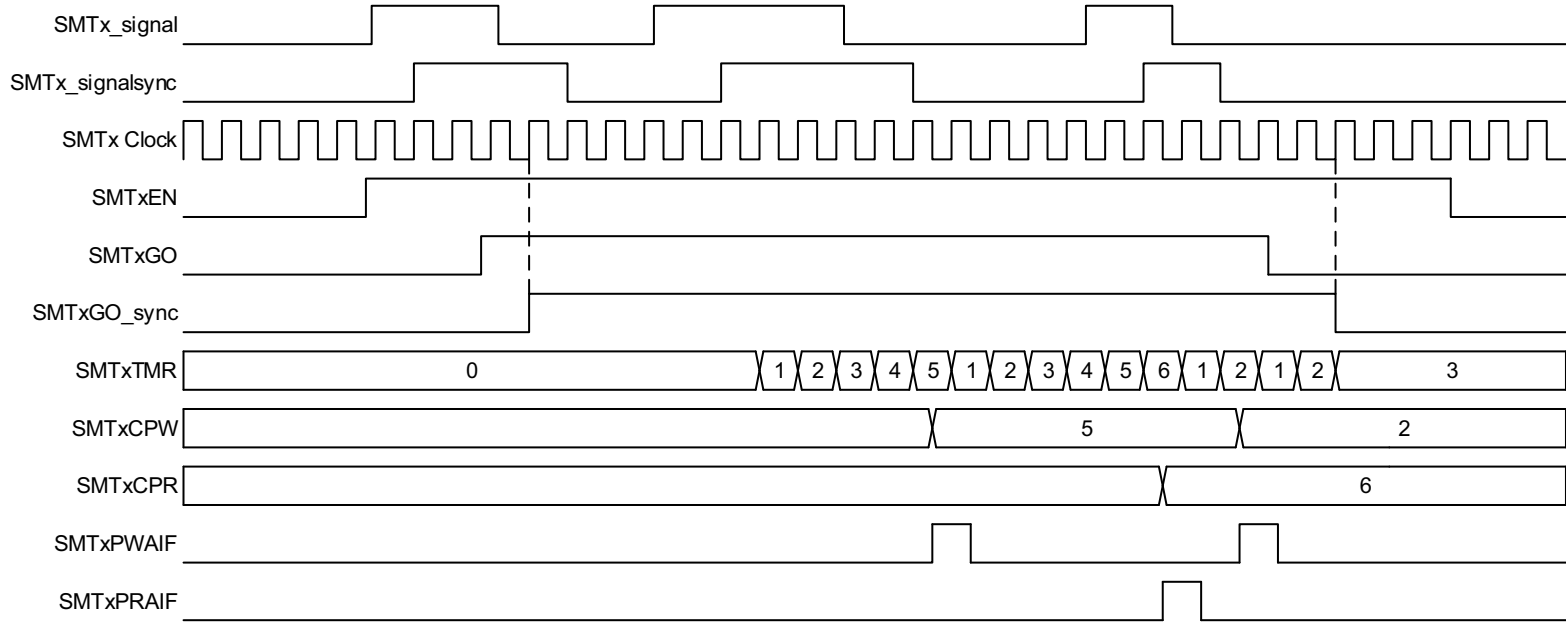 SMTx_signal
SMTx_signalsync
SMTx Clock
SMTxEN
SMTxGO
SMTxGO_sync
SMTxTMR 0 1 2 3 4 5 1 2 3 4 5 6 1 2 1 2 3
SMTxCPW 5 2
SMTxCPR 6
SMTxPWAIF
SMTxPRAIF